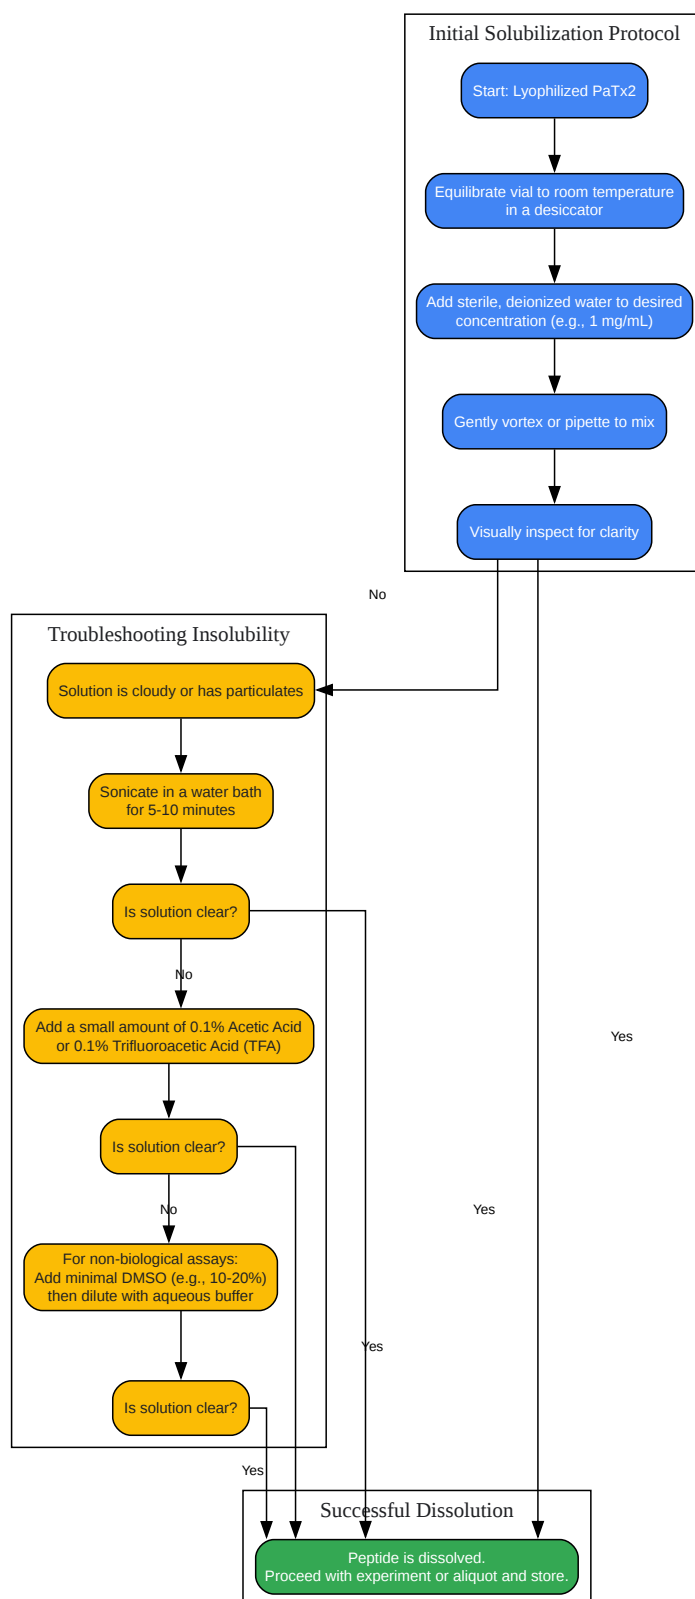 Initial Solubilization Protocol
Start: Lyophilized PaTx2
Equilibrate vial to room temperature
in a desiccator
Add sterile, deionized water to desired
concentration (e.g., 1 mg/mL)
Gently vortex or pipette to mix
Visually inspect for clarity
No
Troubleshooting Insolubility
Solution is cloudy or has particulates
Sonicate in a water bath
for 5-10 minutes
Is solution clear?
No
Add a small amount of 0.1% Acetic Acid
or 0.1% Trifluoroacetic Acid (TFA)
Yes
Is solution clear?
No
Yes
For non-biological assays:
Add minimal DMSO (e.g., 10-20%)
then dilute with aqueous buffer
Yes
Is solution clear?
Yes
Successful Dissolution
Peptide is dissolved.
Proceed with experiment or aliquot and store.